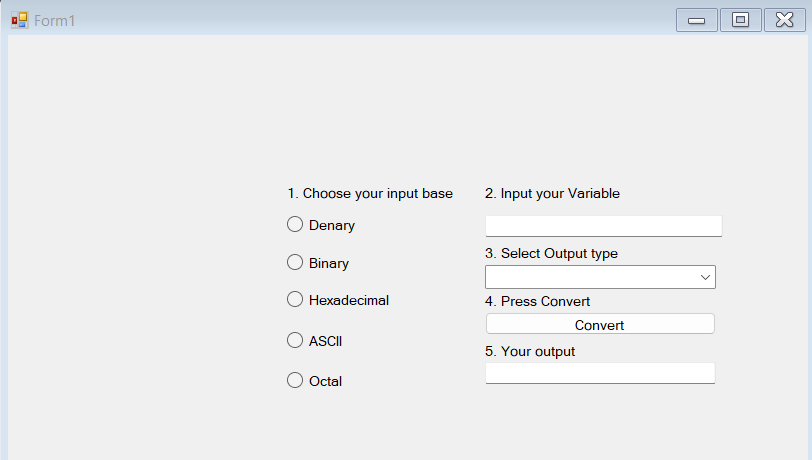 Form1
1. Choose your input base
Denary
Binary
Hexadecimal
ASCII
Octal
2. Input your Variable
3. Select Output type
4. Press Convert
Convert
5. Your output